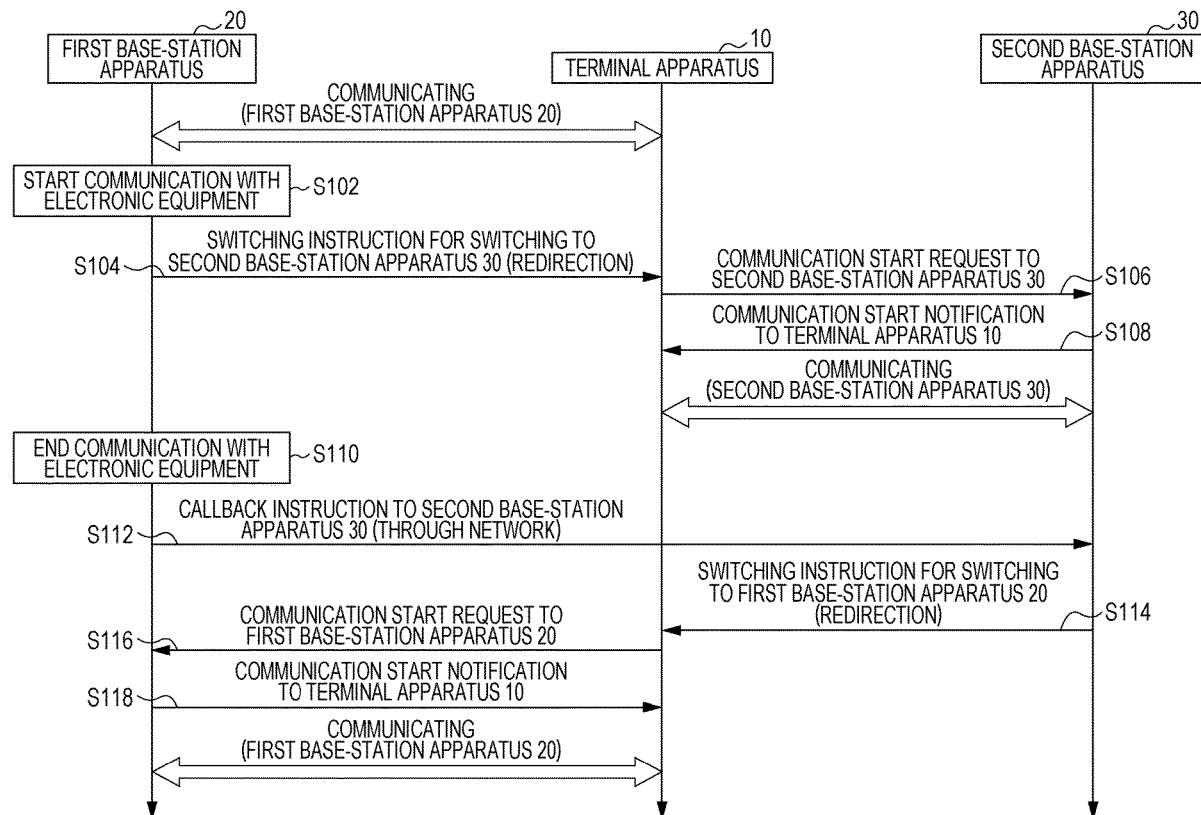 20
FIRST BASE-STATION
APPARATUS
10
TERMINAL APPARATUS
30
SECOND BASE-STATION
APPARATUS
COMMUNICATING
(FIRST BASE-STATION APPARATUS 20)
START COMMUNICATION WITH
ELECTRONIC EQUIPMENT
S102
SWITCHING INSTRUCTION FOR SWITCHING TO
SECOND BASE-STATION APPARATUS 30 (REDIRECTION)
S104
COMMUNICATION START REQUEST TO
SECOND BASE-STATION APPARATUS 30
S106
COMMUNICATION START NOTIFICATION
TO TERMINAL APPARATUS 10
S108
COMMUNICATING
(SECOND BASE-STATION APPARATUS 30)
END COMMUNICATION WITH
ELECTRONIC EQUIPMENT
S110
CALLBACK INSTRUCTION TO SECOND BASE-STATION
APPARATUS 30 (THROUGH NETWORK)
S112
SWITCHING INSTRUCTION FOR SWITCHING
TO FIRST BASE-STATION APPARATUS 20
(REDIRECTION)
S114
COMMUNICATION START REQUEST TO
FIRST BASE-STATION APPARATUS 20
S116
COMMUNICATION START NOTIFICATION
TO TERMINAL APPARATUS 10
S118
COMMUNICATING
(FIRST BASE-STATION APPARATUS 20)